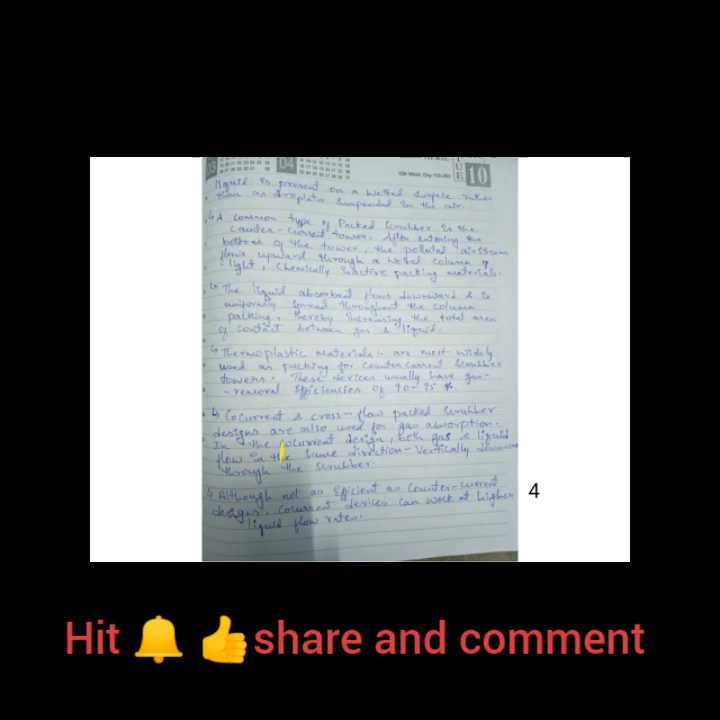 04
TUE
10
liquid is present on a wetted surface rather
than as droplets suspended in the air.
↳ A common type of Packed Scrubber is the
Counter-Current tower. After entering the
bottom of the tower, the polluted airstream
flows upward through a wetted column of
light, chemically inactive packing materials.
↳ The liquid absorbent flows downward & is
uniformly spread throughout the column
packing, thereby increasing the total area
of contact between gas & liquid.
↳ Thermoplastic materials :- are most widely
used as packing for countercurrent scrubber
towers. These devices usually have gas-
-removal efficiencies of 90-95 %.
↳ Cocurrent & cross-flow packed scrubber
designs are also used for gas absorption.
In the cocurrent design, both gas & liquid
flow in the same direction - Vertically downward
through the scrubber.
↳ Although not as efficient as counter-current
designs, cocurrent devices can work at higher
liquid flow rates.
4
Hit 🔔 👍 share and comment